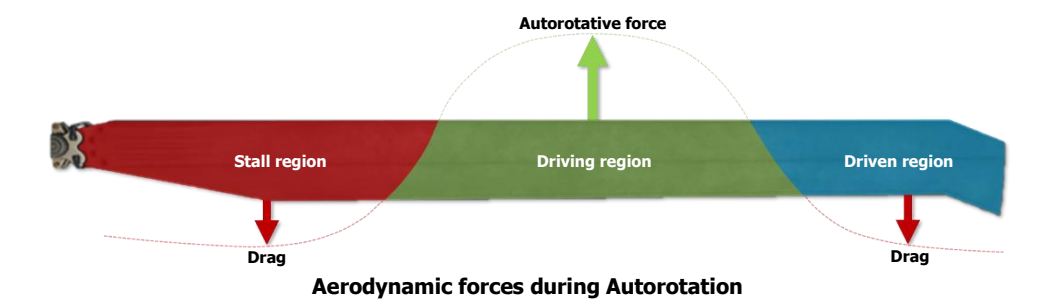 Autorotative force
Stall region
Driving region
Driven region
Drag
Drag
Aerodynamic forces during Autorotation